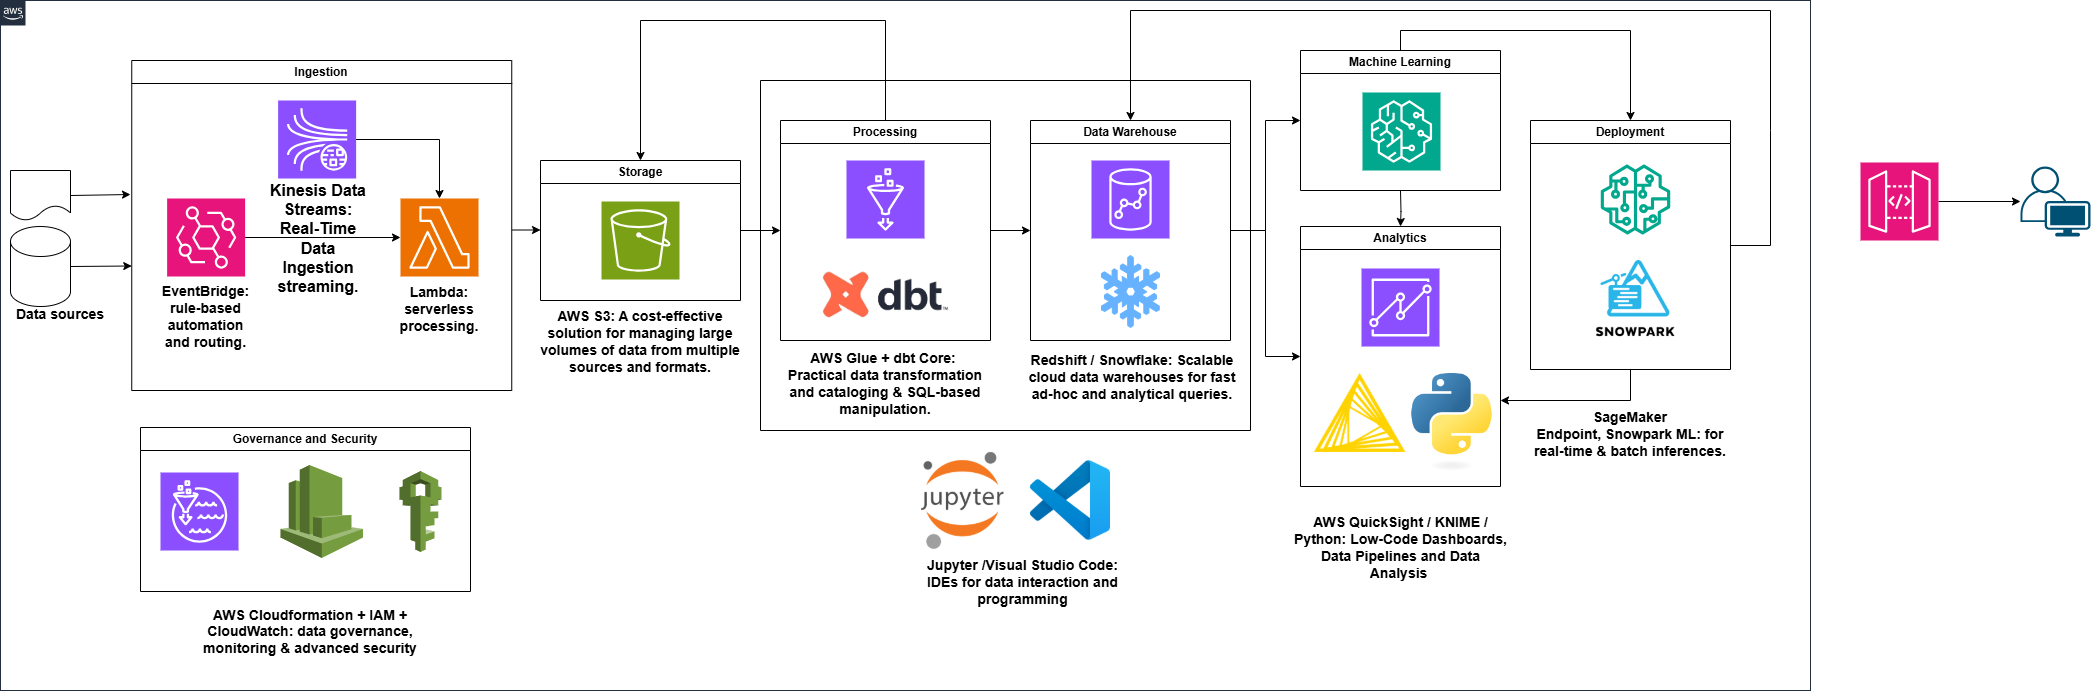 aws
Ingestion
Kinesis Data
Streams:
Real-Time
Data
Ingestion
streaming.
EventBridge:
rule-based
automation
and routing.
Lambda:
serverless
processing.
Data sources
Storage
AWS S3: A cost-effective
solution for managing large
volumes of data from multiple
sources and formats.
Processing
dbt
TM
AWS Glue + dbt Core:
Practical data transformation
and cataloging & SQL-based
manipulation.
Data Warehouse
Redshift / Snowflake: Scalable
cloud data warehouses for fast
ad-hoc and analytical queries.
Machine Learning
Analytics
AWS QuickSight / KNIME /
Python: Low-Code Dashboards,
Data Pipelines and Data
Analysis
Deployment
SNOWPARK
SageMaker
Endpoint, Snowpark ML: for
real-time & batch inferences.
</>
Governance and Security
AWS Cloudformation + IAM +
CloudWatch: data governance,
monitoring & advanced security
jupyter
Jupyter /Visual Studio Code:
IDEs for data interaction and
programming